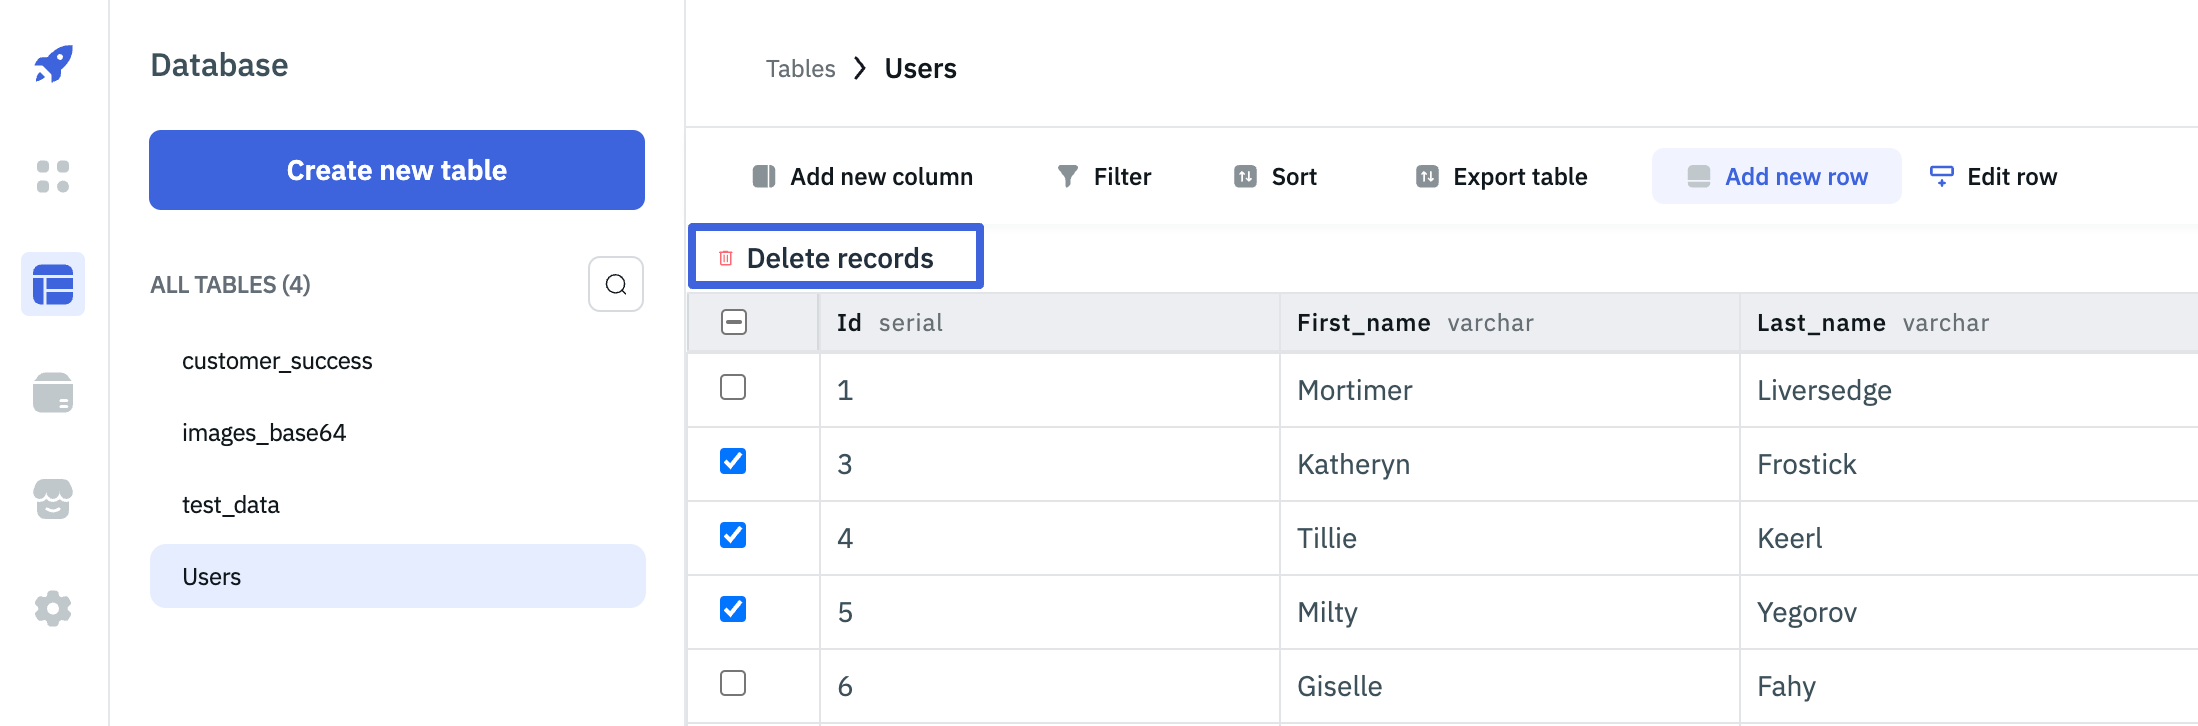 Database
Create new table
ALL TABLES (4)
customer_success
images_base64
test_data
Users
Tables > Users
Add new column Filter Sort Export table Add new row Edit row
Delete records
Id serial First_name varchar Last_name varchar
1 Mortimer Liversedge
3 Katheryn Frostick
4 Tillie Keerl
5 Milty Yegorov
6 Giselle Fahy